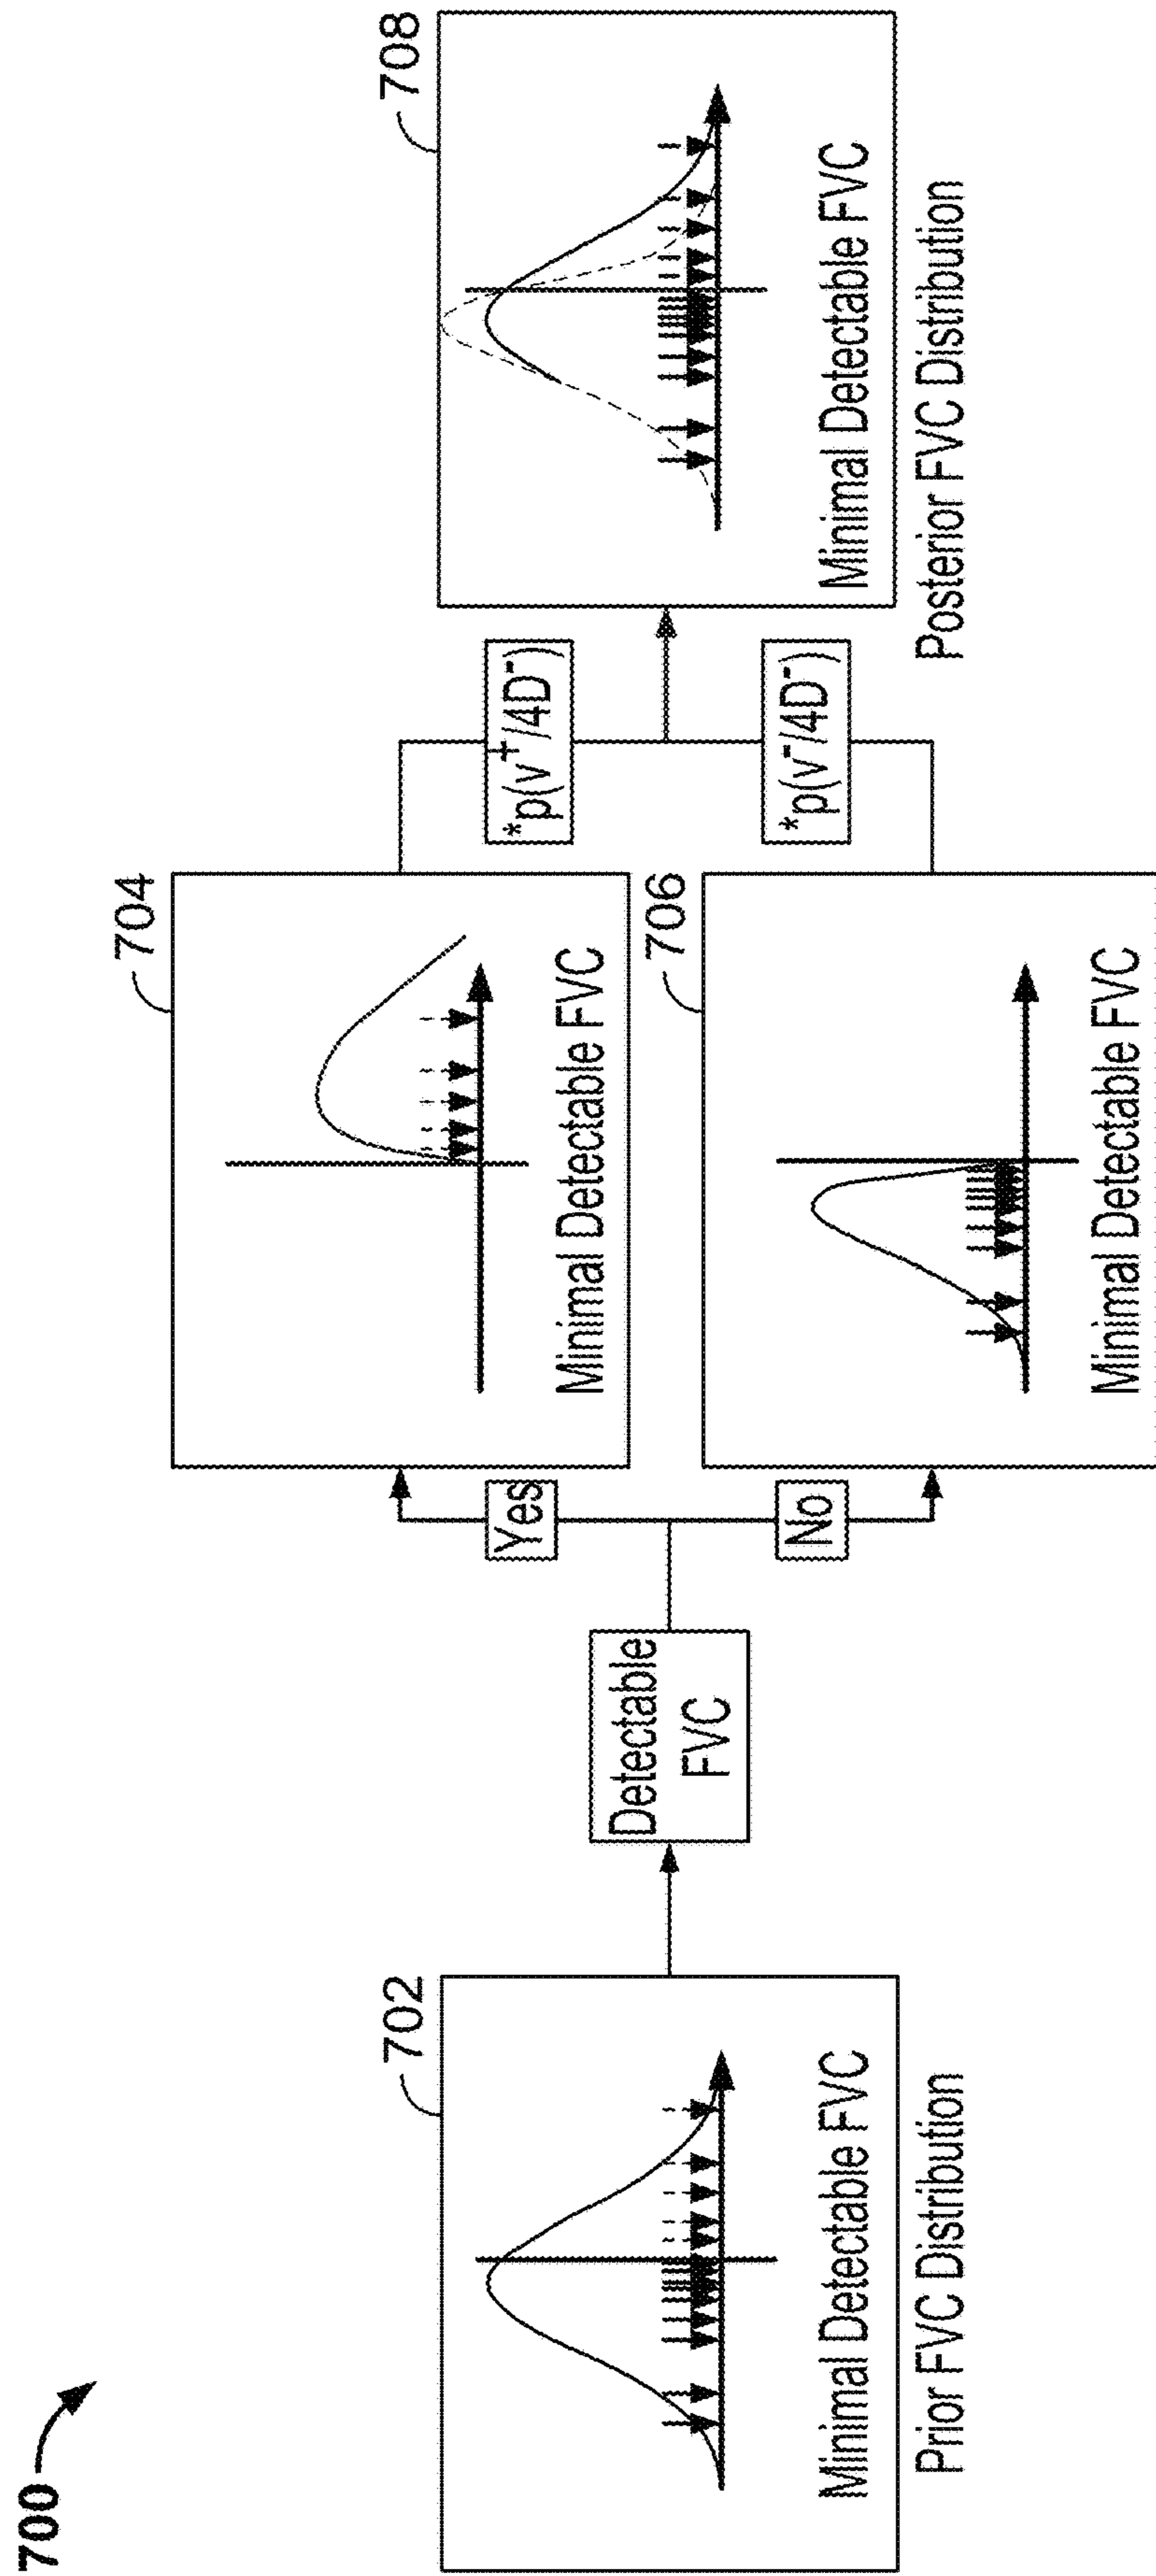 700
702
Minimal Detectable FVC
Prior FVC Distribution
Detectable
FVC
Yes
No
704
Minimal Detectable FVC
706
Minimal Detectable FVC
*p(v+/4D-)
*p(v-/4D-)
708
Minimal Detectable FVC
Posterior FVC Distribution